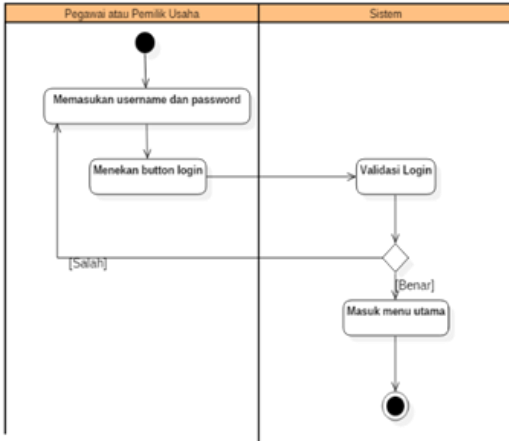 Pegawai atau Pemilik Usaha
Sistem
Memasukan username dan password
Menekan button login
Validasi Login
[Salah]
[Benar]
Masuk menu utama